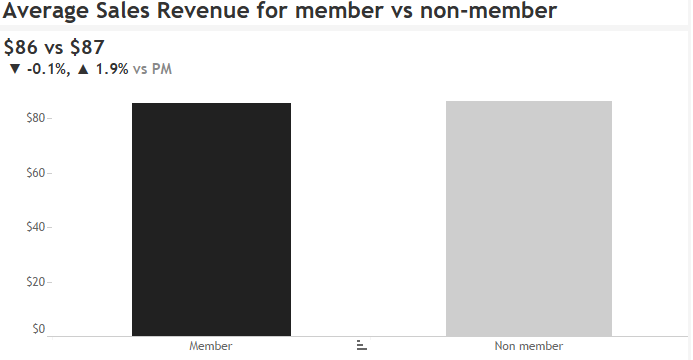 Average Sales Revenue for member vs non-member
$86 vs $87
▼ -0.1%, ▲ 1.9% vs PM
$80
$60
$40
$20
$0
Member
Non member